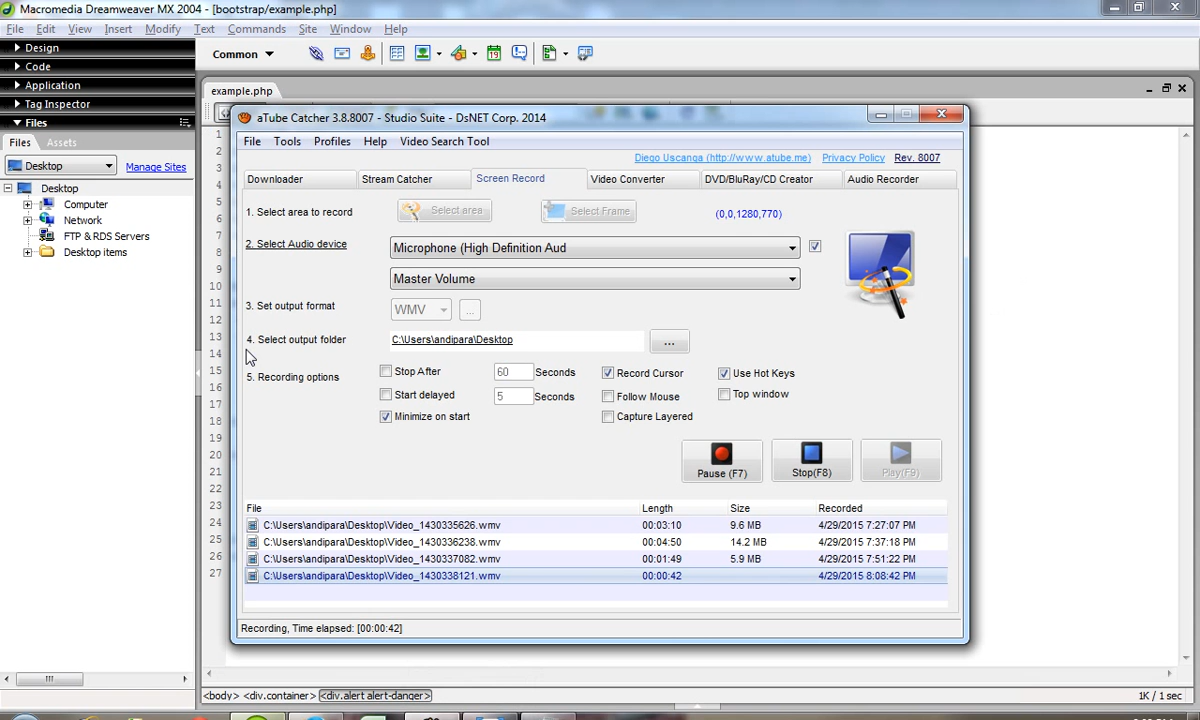 Macromedia Dreamweaver MX 2004 - [bootstrap/example.php]
File Edit View Insert Modify Text Commands Site Window Help
Design
Code
Application
Tag Inspector
Files
Files Assets
Desktop Manage Sites
Desktop
Computer
Network
FTP & RDS Servers
Desktop items
Common
example.php
1
2
3
4
5
6
7
8
9
10
11
12
13
14
15
16
17
18
19
20
21
22
23
24
25
26
27
aTube Catcher 3.8.8007 - Studio Suite - DsNET Corp. 2014
File Tools Profiles Help Video Search Tool
Diego Uscanga (http://www.atube.me) Privacy Policy Rev. 8007
Downloader Stream Catcher Screen Record Video Converter DVD/BluRay/CD Creator Audio Recorder
1. Select area to record Select area Select Frame (0,0,1280,770)
2. Select Audio device Microphone (High Definition Aud
Master Volume
3. Set output format WMV ...
4. Select output folder C:\Users\andipara\Desktop ...
5. Recording options Stop After 60 Seconds Record Cursor Use Hot Keys
Start delayed 5 Seconds Follow Mouse Top window
Minimize on start Capture Layered
Pause (F7) Stop(F8) Play(F9)
File Length Size Recorded
C:\Users\andipara\Desktop\Video_1430335626.wmv 00:03:10 9.6 MB 4/29/2015 7:27:07 PM
C:\Users\andipara\Desktop\Video_1430336238.wmv 00:04:50 14.2 MB 4/29/2015 7:37:18 PM
C:\Users\andipara\Desktop\Video_1430337082.wmv 00:01:49 5.9 MB 4/29/2015 7:51:22 PM
C:\Users\andipara\Desktop\Video_1430338121.wmv 00:00:42 4/29/2015 8:08:42 PM
Recording, Time elapsed: [00:00:42]
<body> <div.container> <div.alert alert-danger> 1K / 1 sec